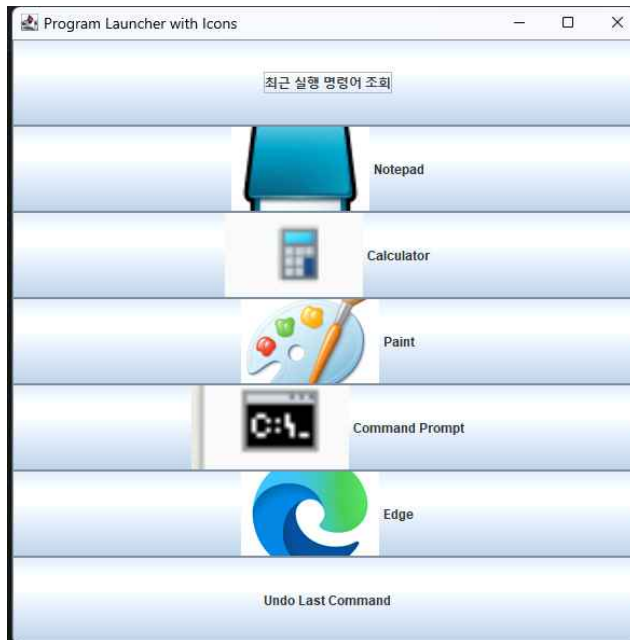 Program Launcher with Icons
최근 실행 명령어 조회
Notepad
Calculator
Paint
C:\_
Command Prompt
Edge
Undo Last Command